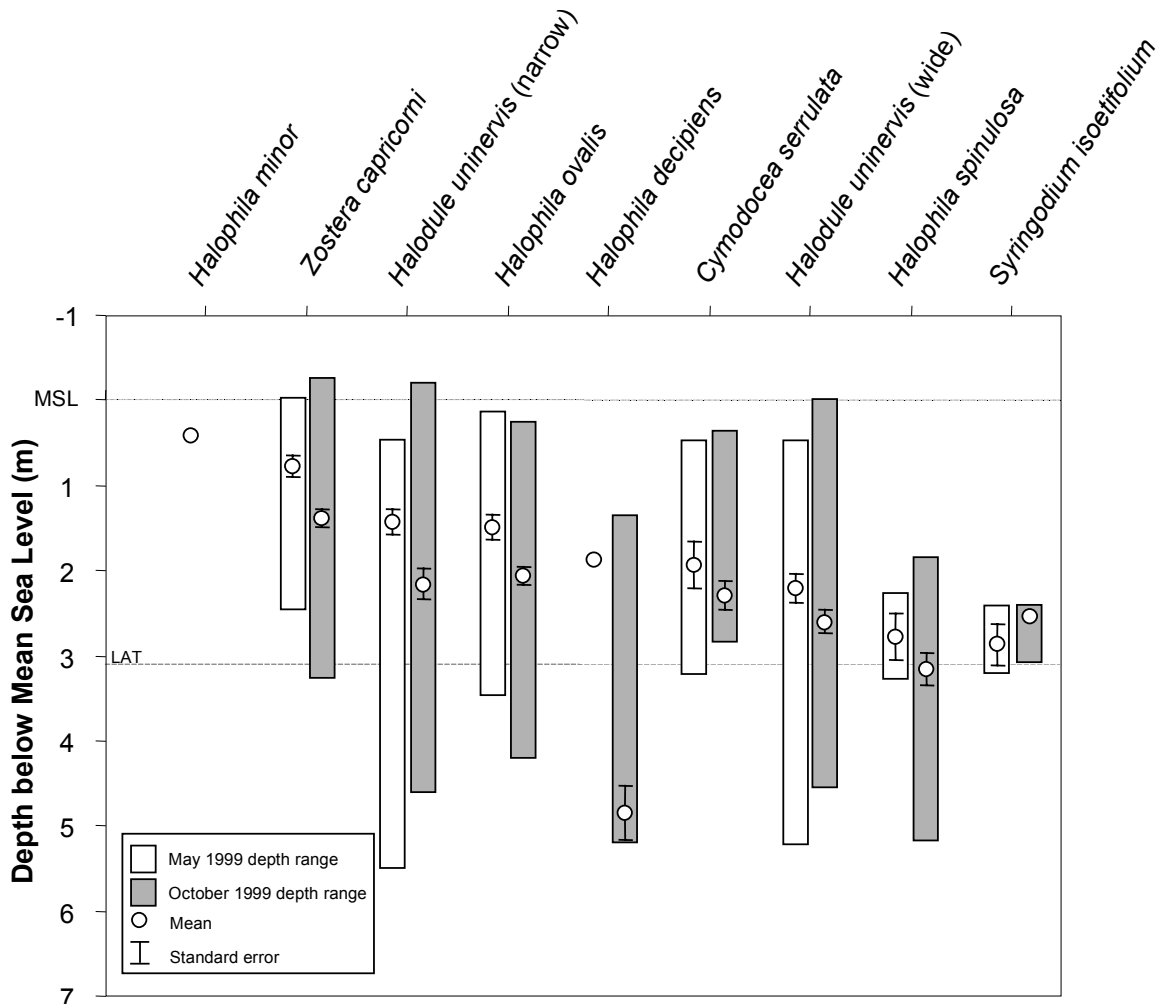 Halophila minor
Zostera capricorni
Halodule uninervis (narrow)
Halophila ovalis
Halophila decipiens
Cymodocea serrulata
Halodule uninervis (wide)
Halophila spinulosa
Syringodium isoetifolium
Depth below Mean Sea Level (m)
-1
MSL
1
2
3
LAT
4
5
6
7
May 1999 depth range
October 1999 depth range
Mean
Standard error